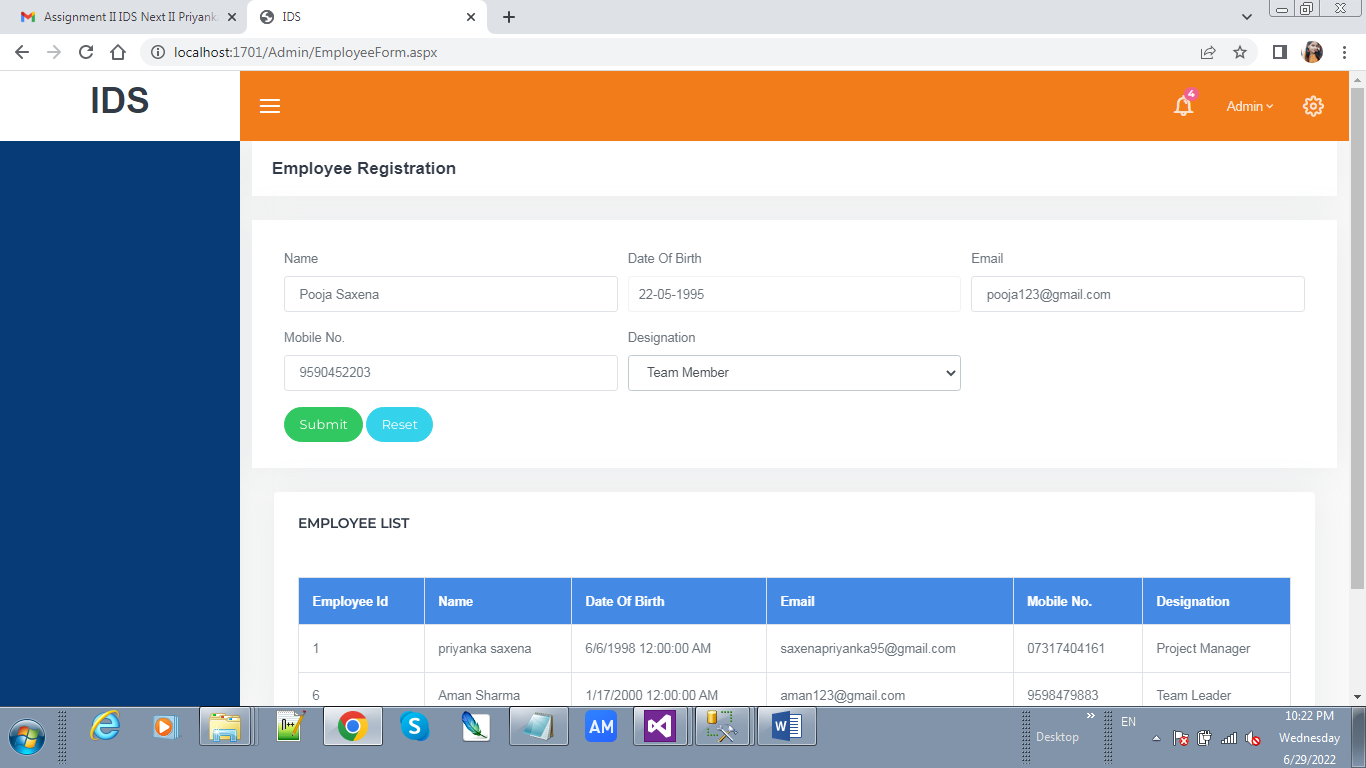 Assignment II IDS Next II Priyank
IDS
localhost:1701/Admin/EmployeeForm.aspx
IDS
4
Admin
Employee Registration
Name Date Of Birth Email
Pooja Saxena 22-05-1995 pooja123@gmail.com
Mobile No. Designation
9590452203 Team Member
Submit Reset
EMPLOYEE LIST
Employee Id Name Date Of Birth Email Mobile No. Designation
1 priyanka saxena 6/6/1998 12:00:00 AM saxenapriyanka95@gmail.com 07317404161 Project Manager
6 Aman Sharma 1/17/2000 12:00:00 AM aman123@gmail.com 9598479883 Team Leader
AM
Desktop
EN
10:22 PM
Wednesday
6/29/2022